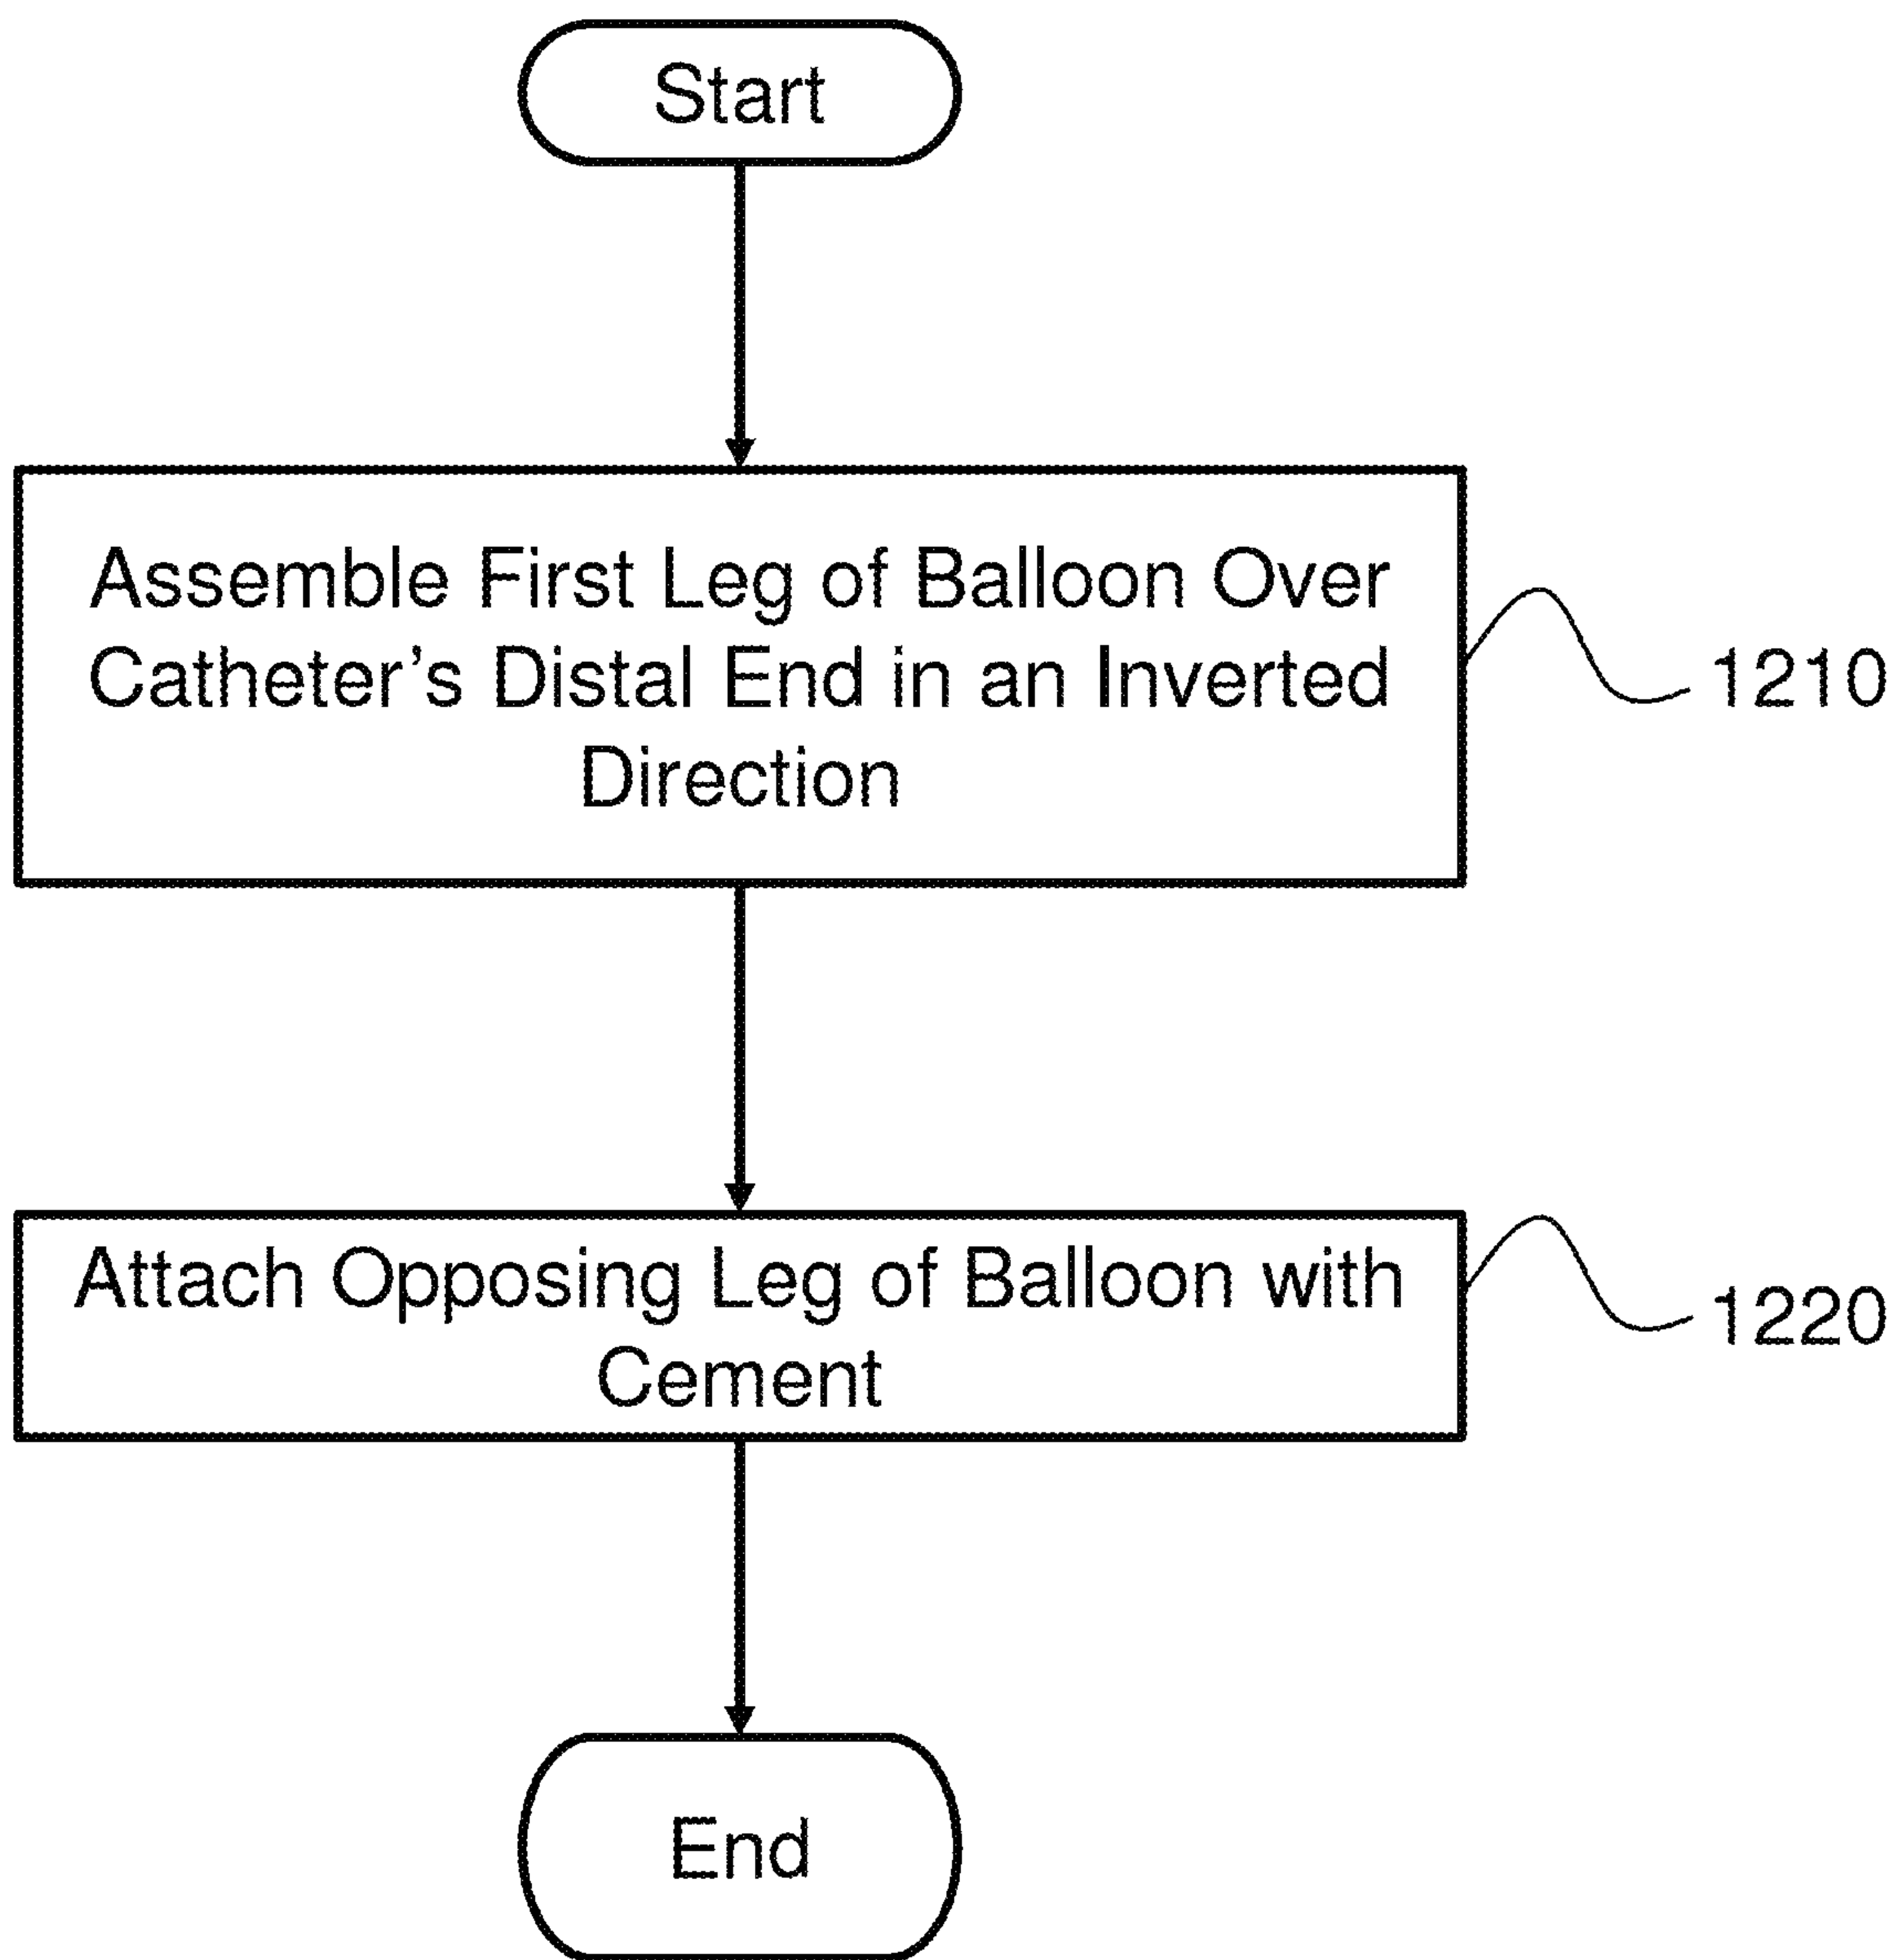 Start
Assemble First Leg of Balloon Over
Catheter’s Distal End in an Inverted
Direction
1210
Attach Opposing Leg of Balloon with
Cement
1220
End